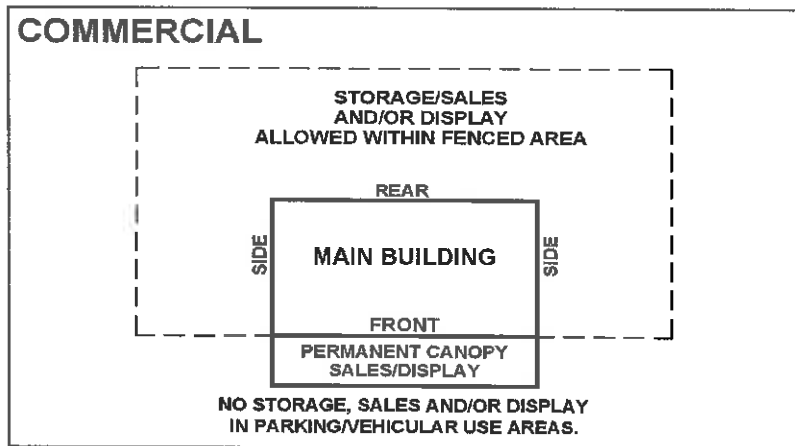 COMMERCIAL
STORAGE/SALES
AND/OR DISPLAY
ALLOWED WITHIN FENCED AREA
REAR
SIDE
MAIN BUILDING
SIDE
FRONT
PERMANENT CANOPY
SALES/DISPLAY
NO STORAGE, SALES AND/OR DISPLAY
IN PARKING/VEHICULAR USE AREAS.